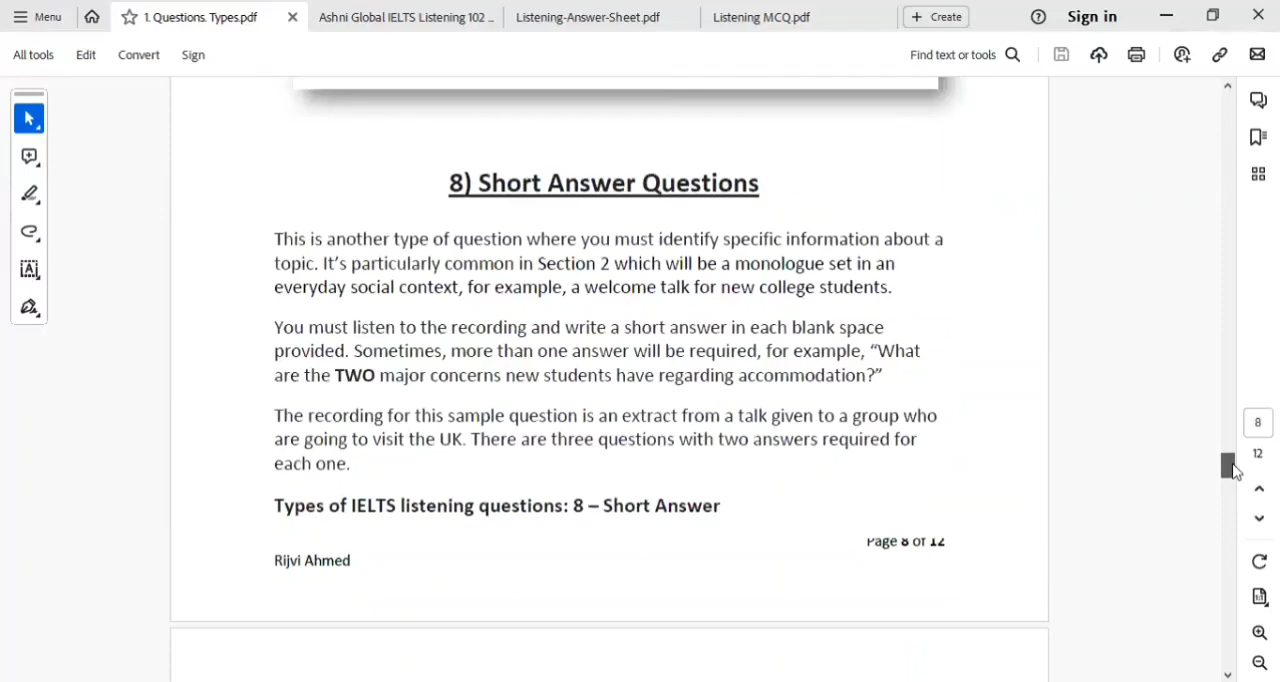 Menu
1. Questions. Types.pdf
Ashni Global IELTS Listening 102 ...
Listening-Answer-Sheet.pdf
Listening MCQ.pdf
+ Create
Sign in
All tools
Edit
Convert
Sign
Find text or tools
8) Short Answer Questions
This is another type of question where you must identify specific information about a
topic. It’s particularly common in Section 2 which will be a monologue set in an
everyday social context, for example, a welcome talk for new college students.
You must listen to the recording and write a short answer in each blank space
provided. Sometimes, more than one answer will be required, for example, “What
are the TWO major concerns new students have regarding accommodation?”
The recording for this sample question is an extract from a talk given to a group who
are going to visit the UK. There are three questions with two answers required for
each one.
Types of IELTS listening questions: 8 – Short Answer
Page 8 of 12
Rijvi Ahmed
8
12